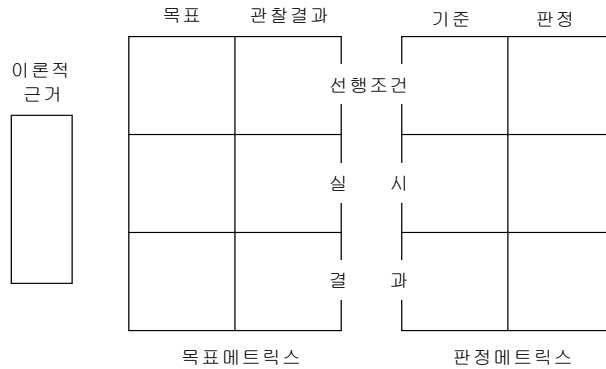 목표 관찰결과 기준 판정
이론적
근거
선행조건
실 시
결 과
목표메트릭스 판정메트릭스